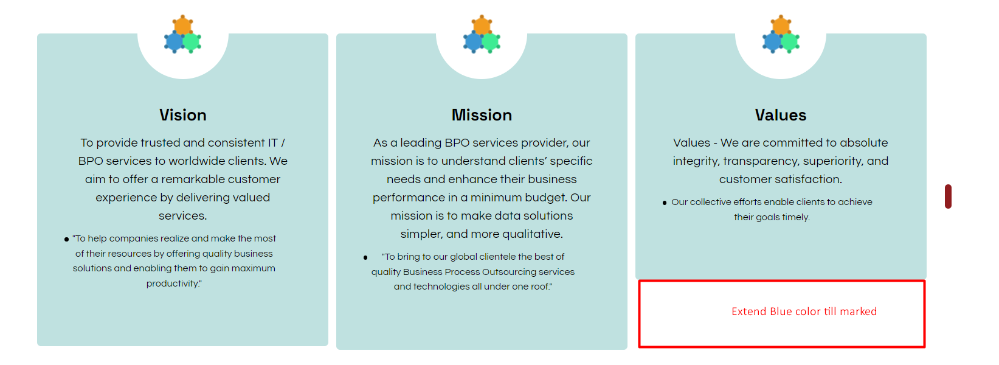 Vision
To provide trusted and consistent IT /
BPO services to worldwide clients. We
aim to offer a remarkable customer
experience by delivering valued
services.
• "To help companies realize and make the most
of their resources by offering quality business
solutions and enabling them to gain maximum
productivity."
Mission
As a leading BPO services provider, our
mission is to understand clients’ specific
needs and enhance their business
performance in a minimum budget. Our
mission is to make data solutions
simpler, and more qualitative.
• "To bring to our global clientele the best of
quality Business Process Outsourcing services
and technologies all under one roof."
Values
Values - We are committed to absolute
integrity, transparency, superiority, and
customer satisfaction.
• Our collective efforts enable clients to achieve
their goals timely.
Extend Blue color till marked